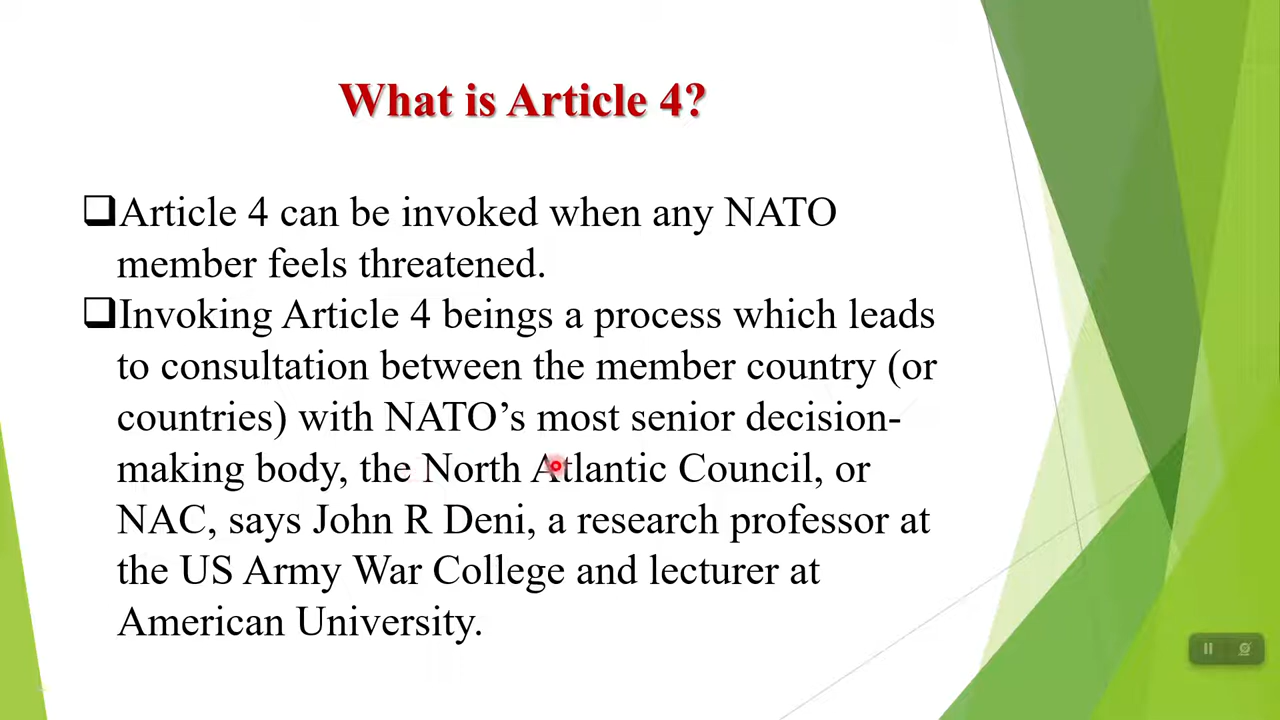 What is Article 4?
❑Article 4 can be invoked when any NATO
member feels threatened.
❑Invoking Article 4 beings a process which leads
to consultation between the member country (or
countries) with NATO’s most senior decision-
making body, the North Atlantic Council, or
NAC, says John R Deni, a research professor at
the US Army War College and lecturer at
American University.